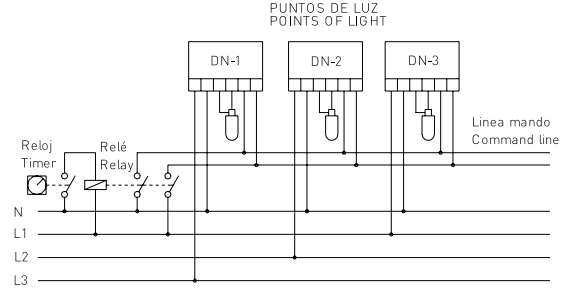 PUNTOS DE LUZ
POINTS OF LIGHT
DN-1
DN-2
DN-3
Linea mando
Command line
Reloj
Timer
Relé
Relay
N
L1
L2
L3